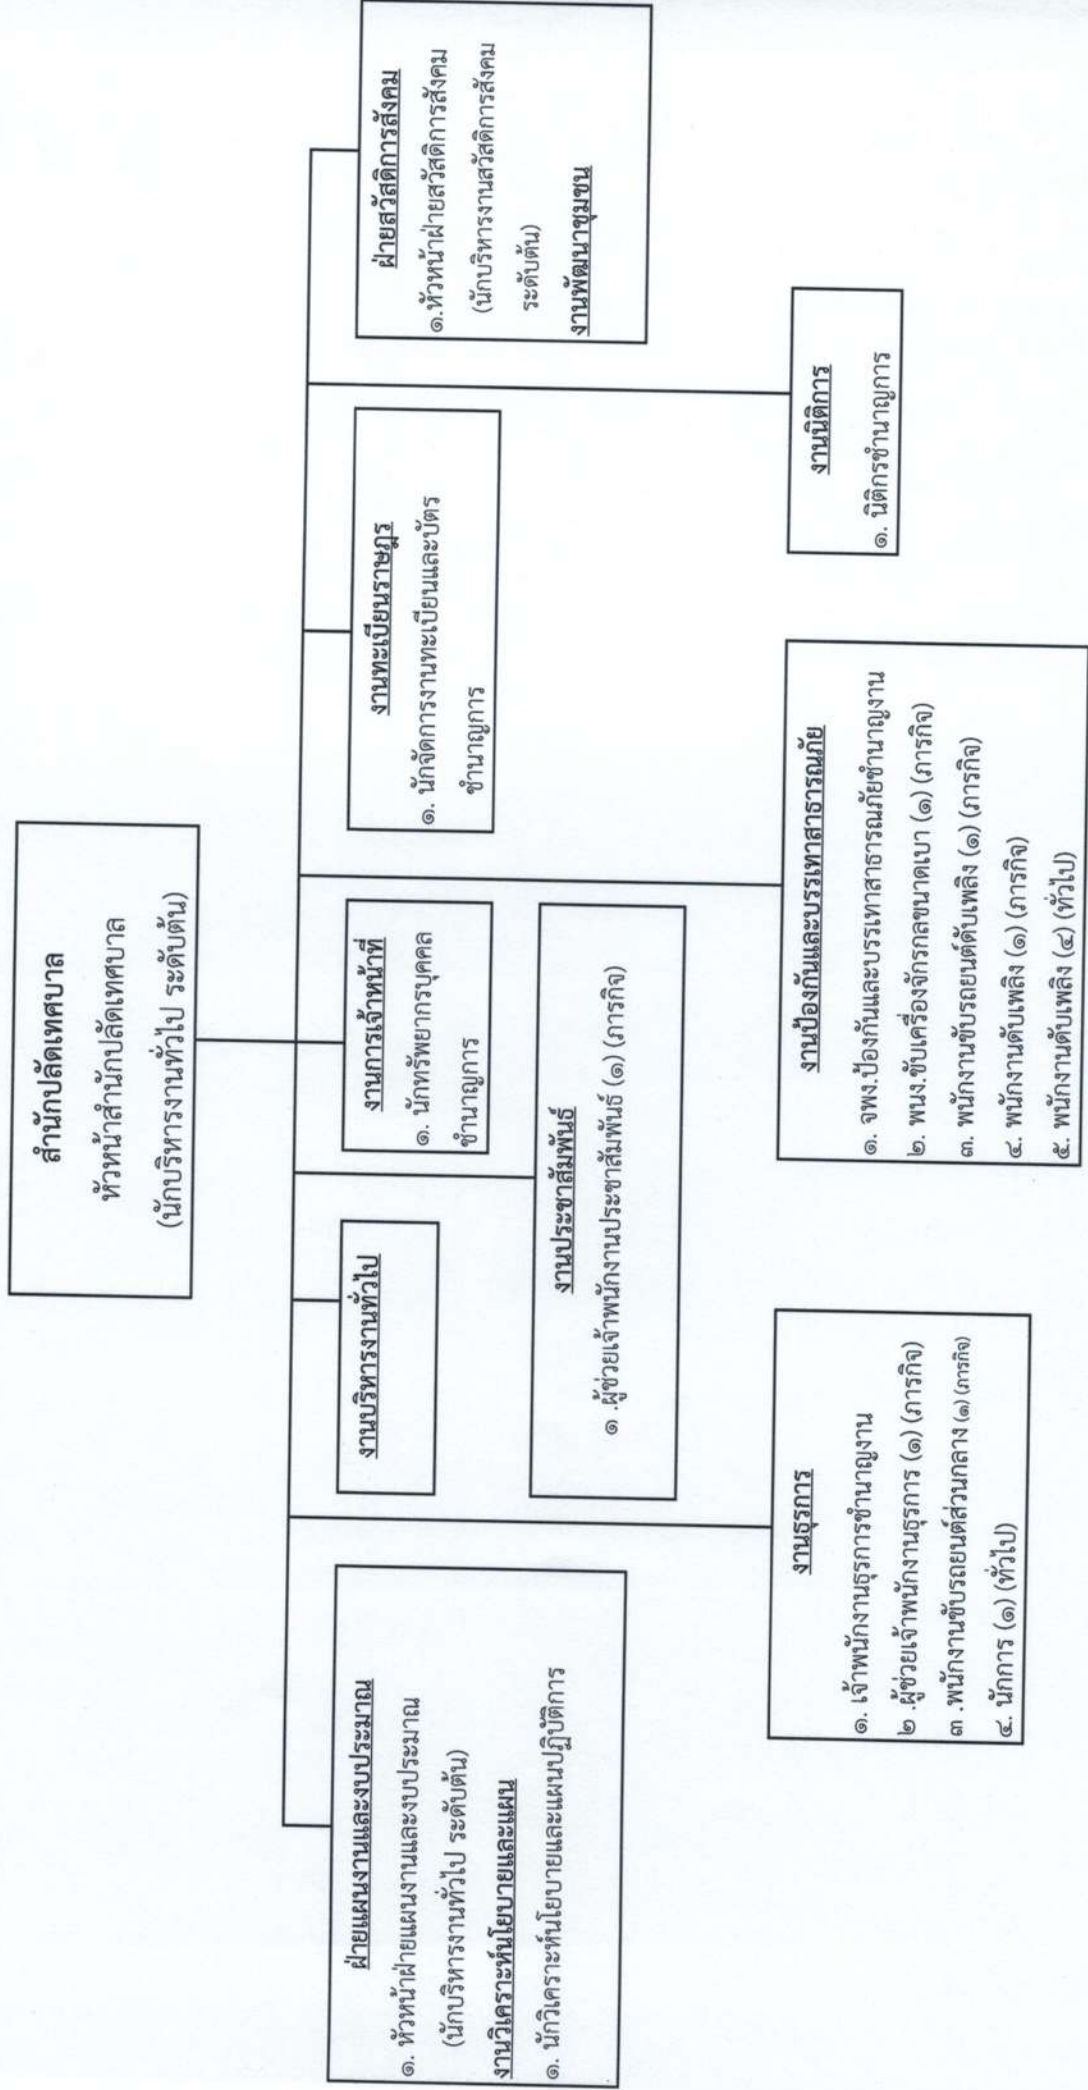 สำนักปลัดเทศบาล
หัวหน้าสำนักปลัดเทศบาล
(นักบริหารงานทั่วไป ระดับต้น)
ฝ่ายแผนงานและงบประมาณ
๑. หัวหน้าฝ่ายแผนงานและงบประมาณ
(นักบริหารงานทั่วไป ระดับต้น)
งานวิเคราะห์นโยบายและแผน
๑. นักวิเคราะห์นโยบายและแผนปฏิบัติการ
งานบริหารงานทั่วไป
งานการเจ้าหน้าที่
๑. นักทรัพยากรบุคคล
ชำนาญการ
งานทะเบียนราษฎร
๑. นักจัดการงานทะเบียนและบัตร
ชำนาญการ
ฝ่ายสวัสดิการสังคม
๑.หัวหน้าฝ่ายสวัสดิการสังคม
(นักบริหารงานสวัสดิการสังคม
ระดับต้น)
งานพัฒนาชุมชน
งานประชาสัมพันธ์
๑ .ผู้ช่วยเจ้าพนักงานประชาสัมพันธ์ (๑) (ภารกิจ)
งานธุรการ
๑. เจ้าพนักงานธุรการชำนาญงาน
๒ .ผู้ช่วยเจ้าพนักงานธุรการ (๑) (ภารกิจ)
๓ .พนักงานขับรถยนต์ส่วนกลาง (๑) (ภารกิจ)
๔. นักการ (๑) (ทั่วไป)
งานป้องกันและบรรเทาสาธารณภัย
๑. จพง.ป้องกันและบรรเทาสาธารณภัยชำนาญงาน
๒. พนง.ขับเครื่องจักรกลขนาดเบา (๑) (ภารกิจ)
๓. พนักงานขับรถยนต์ดับเพลิง (๑) (ภารกิจ)
๔. พนักงานดับเพลิง (๑) (ภารกิจ)
๕. พนักงานดับเพลิง (๔) (ทั่วไป)
งานนิติการ
๑. นิติกรชำนาญการ